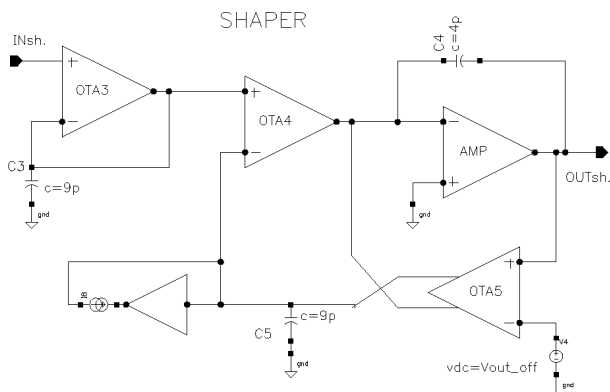 SHAPER
INsh.
C4
c=4p
+
+
OTA3
OTA4
−
AMP
−
−
C3
c=9p
+
OUTsh.
gnd
gnd
+
I6
OTA5
c=9p
C5
−
V4
vdc=Vout_off
gnd
gnd